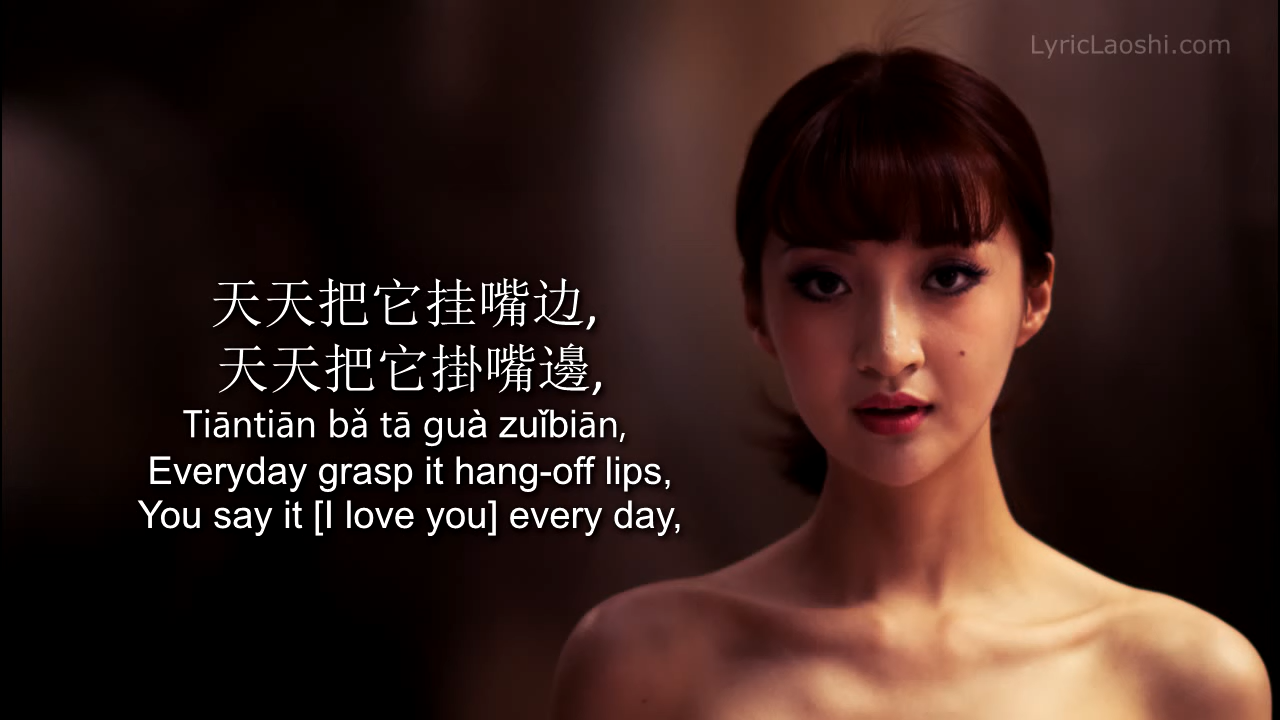 LyricLaoshi.com
天天把它挂嘴边,
天天把它掛嘴邊,
Tiāntiān bǎ tā guà zuǐbiān,
Everyday grasp it hang-off lips,
You say it [I love you] every day,